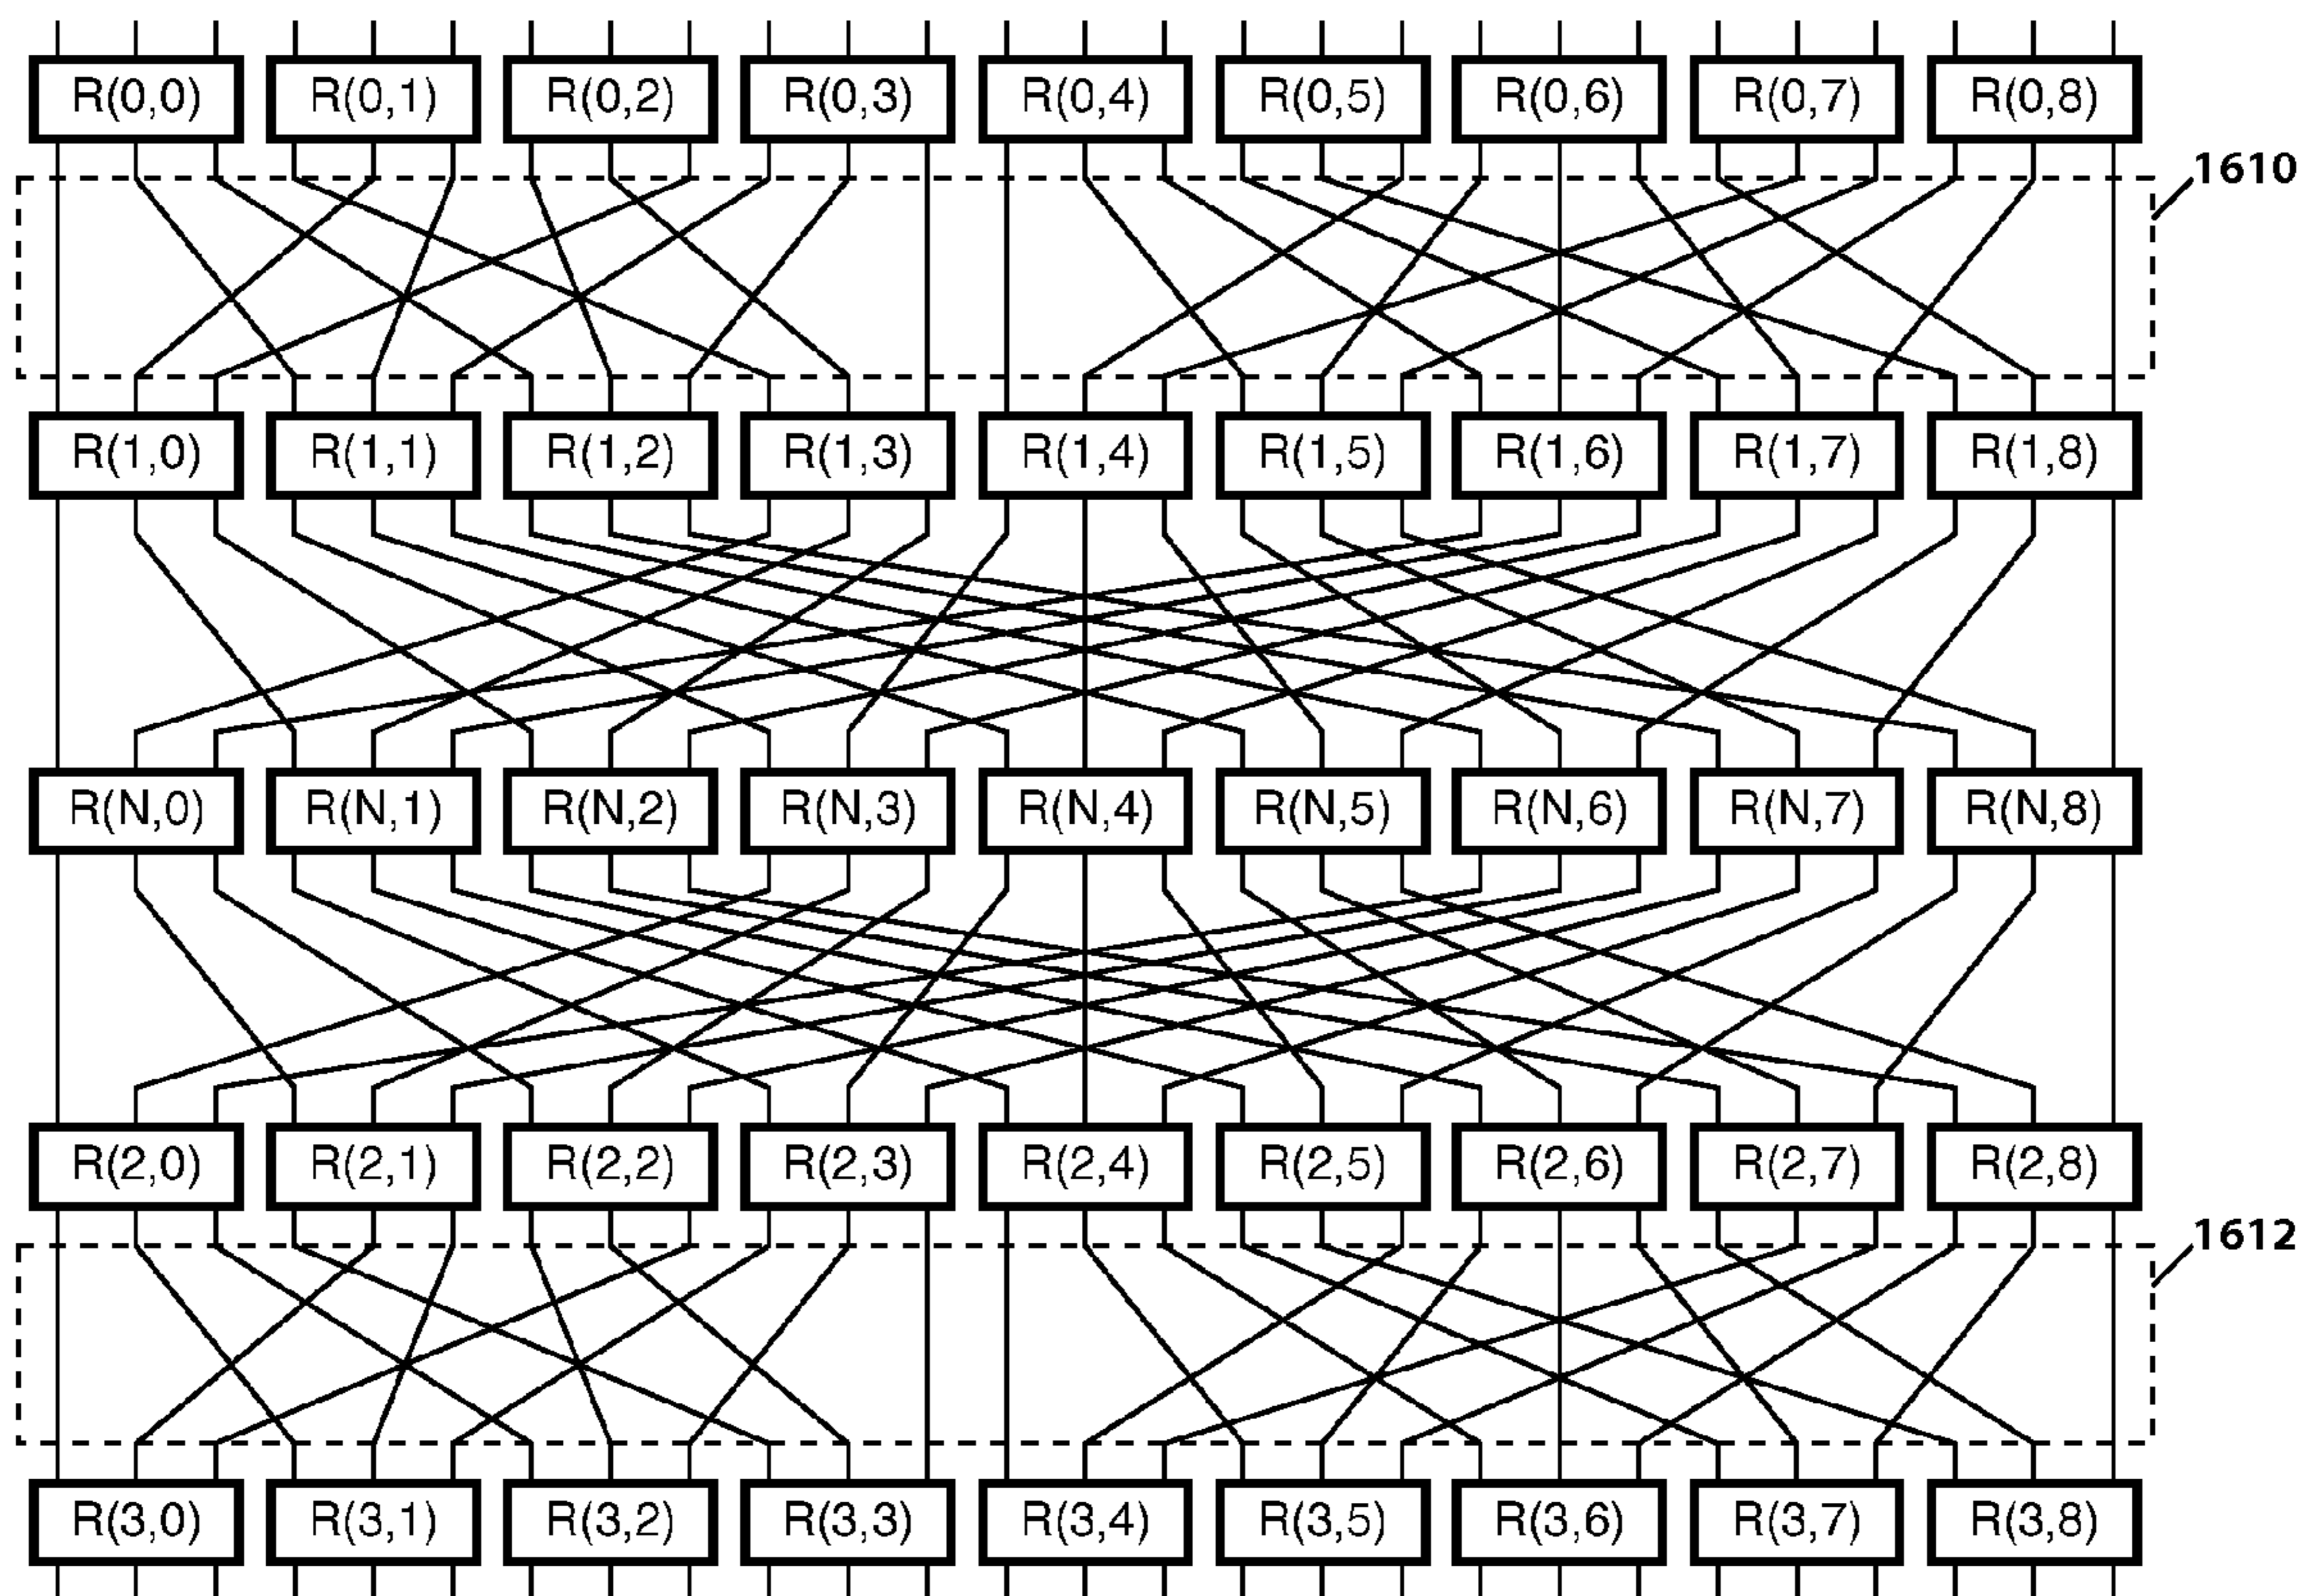 R(0,0) R(0,1) R(0,2) R(0,3) R(0,4) R(0,5) R(0,6) R(0,7) R(0,8)
1610
R(1,0) R(1,1) R(1,2) R(1,3) R(1,4) R(1,5) R(1,6) R(1,7) R(1,8)
R(N,0) R(N,1) R(N,2) R(N,3) R(N,4) R(N,5) R(N,6) R(N,7) R(N,8)
R(2,0) R(2,1) R(2,2) R(2,3) R(2,4) R(2,5) R(2,6) R(2,7) R(2,8)
1612
R(3,0) R(3,1) R(3,2) R(3,3) R(3,4) R(3,5) R(3,6) R(3,7) R(3,8)